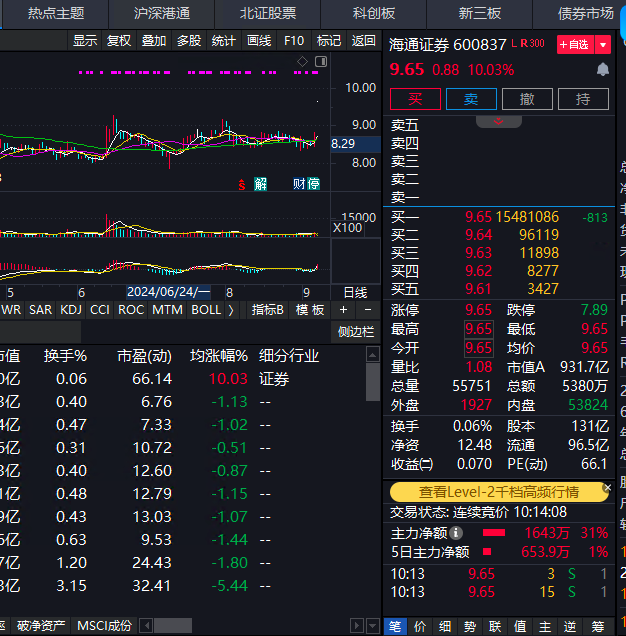 热点主题 沪深港通 北证股票 科创板 新三板 债券市场
显示 复权 叠加 多股 统计 画线 F10 标记 返回
海通证券 600837 L R 300 +自选
9.65 0.88 10.03%
买 卖 撤 持
10.00
9.00
8.29
8.00
卖五
卖四
卖三
卖二
卖一
S 解 财 停
15000
X100
买一 9.65 15481086 -813
买二 9.64 96119
买三 9.63 11898
买四 9.62 8277
买五 9.61 3427
5 6 2024/06/24/一 8 9 日线
WR SAR KDJ CCI ROC MTM BOLL 〉 指标B 模 板 + −
侧边栏
涨停 9.65 跌停 7.89
最高 9.65 最低 9.65
今开 9.65 均价 9.65
量比 1.08 市值A 931.7亿
总量 55751 总额 5380万
外盘 1927 内盘 53824
换手 0.06% 股本 131亿
净资 12.48 流通 96.5亿
收益㈡ 0.070 PE(动) 66.1
查看Level-2千档高频行情 ×
交易状态: 连续竞价 10:14:08
主力净额 1643万 31%
5日主力净额 653.9万 1%
10:13 9.65 3 S 1
10:13 9.65 15 S 1
笔 价 细 势 联 值 主 逆 筹
市值 换手% 市盈(动) 均涨幅% 细分行业
亿 0.06 66.14 10.03 证券
亿 0.40 6.76 -1.13 --
亿 0.47 7.33 -1.02 --
亿 0.31 10.72 -0.51 --
亿 0.40 12.60 -0.87 --
亿 0.48 12.79 -1.15 --
亿 0.43 13.03 -1.07 --
亿 0.63 9.53 -1.44 --
亿 1.20 24.43 -1.80 --
亿 3.15 32.41 -5.44 --
破净资产 MSCI成份